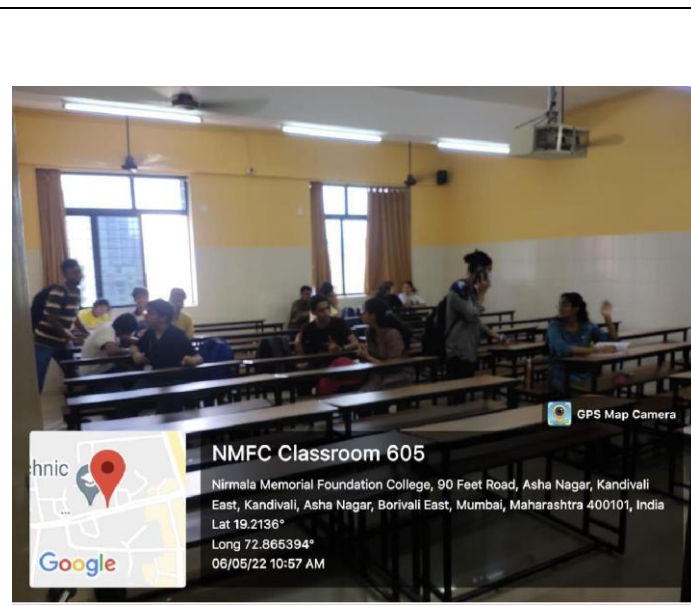 GPS Map Camera
hnic
Google
NMFC Classroom 605
Nirmala Memorial Foundation College, 90 Feet Road, Asha Nagar, Kandivali
East, Kandivali, Asha Nagar, Borivali East, Mumbai, Maharashtra 400101, India
Lat 19.2136°
Long 72.865394°
06/05/22 10:57 AM